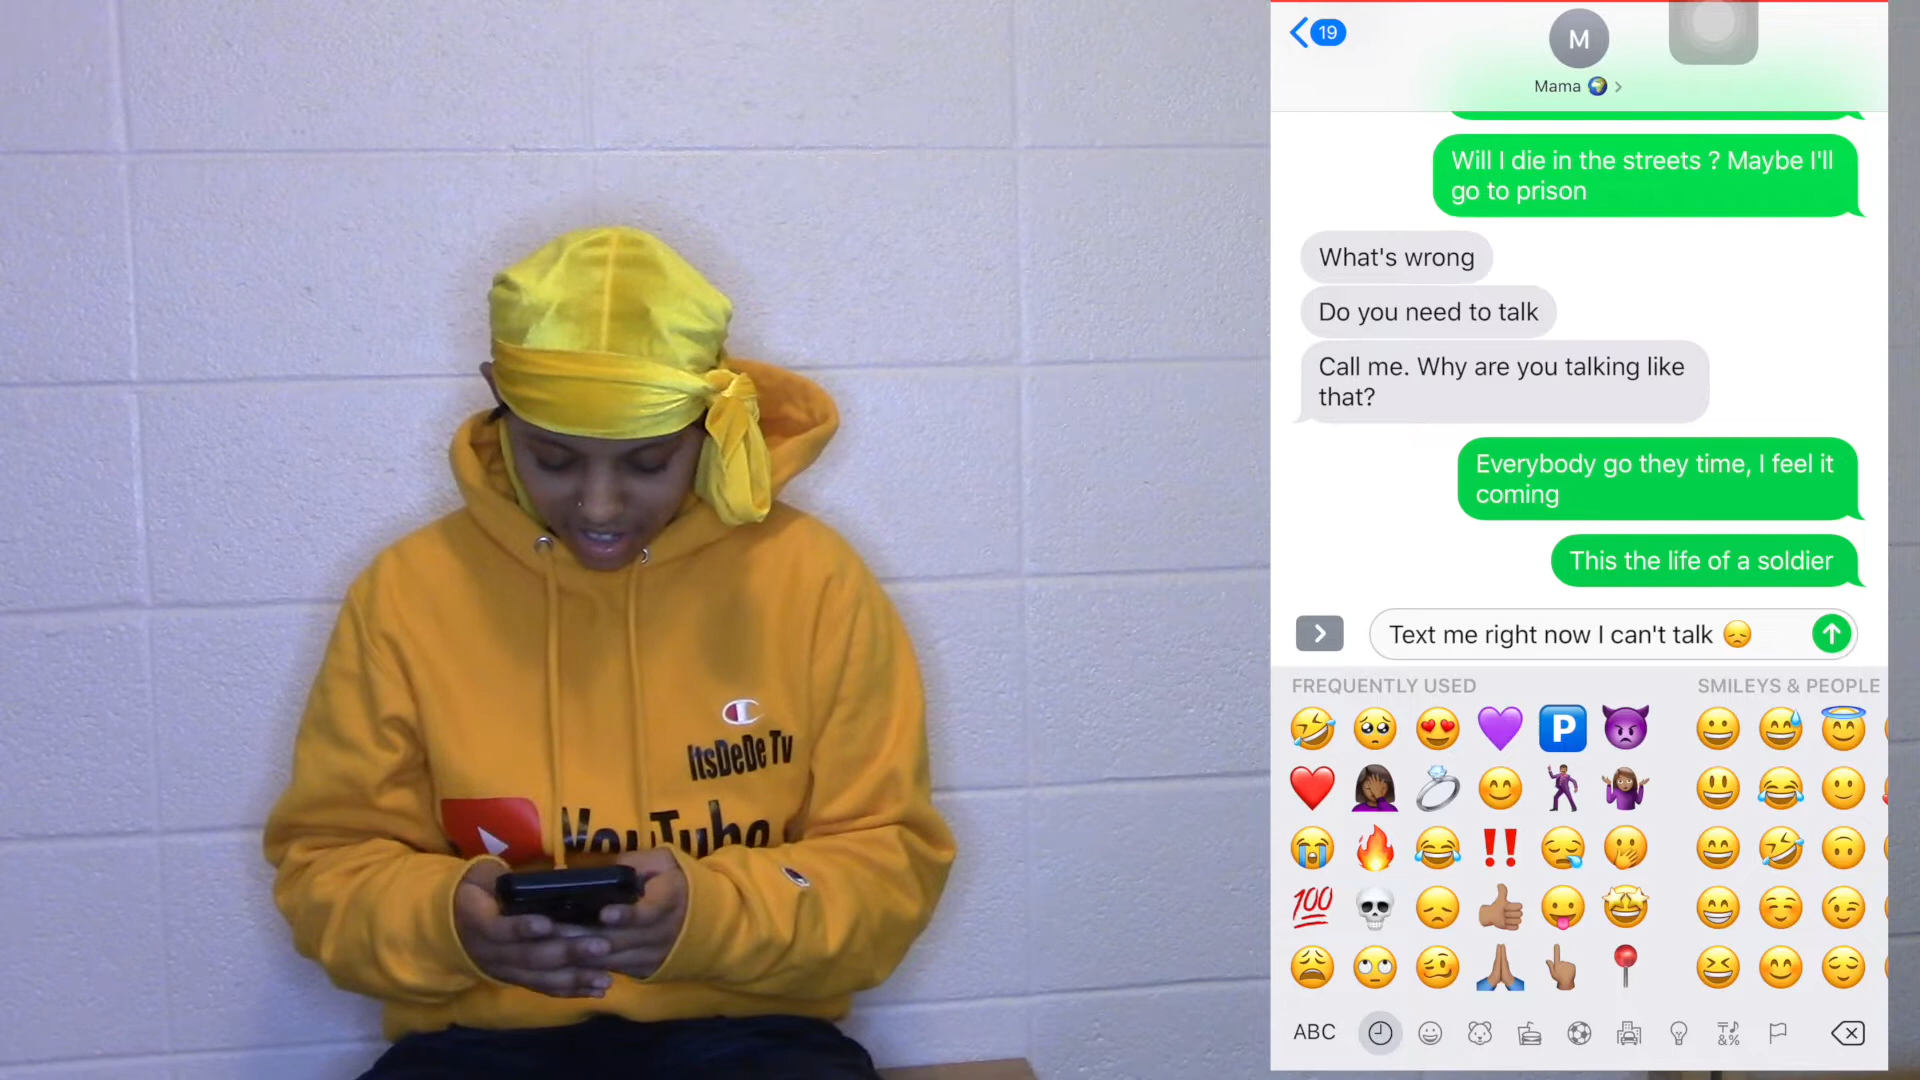 ItsDeDe Tv
YouTube
19
M
Mama
Will I die in the streets ? Maybe I'll
go to prison
What's wrong
Do you need to talk
Call me. Why are you talking like
that?
Everybody go they time, I feel it
coming
This the life of a soldier
Text me right now I can't talk
FREQUENTLY USED
SMILEYS & PEOPLE
P
100
ABC
&%